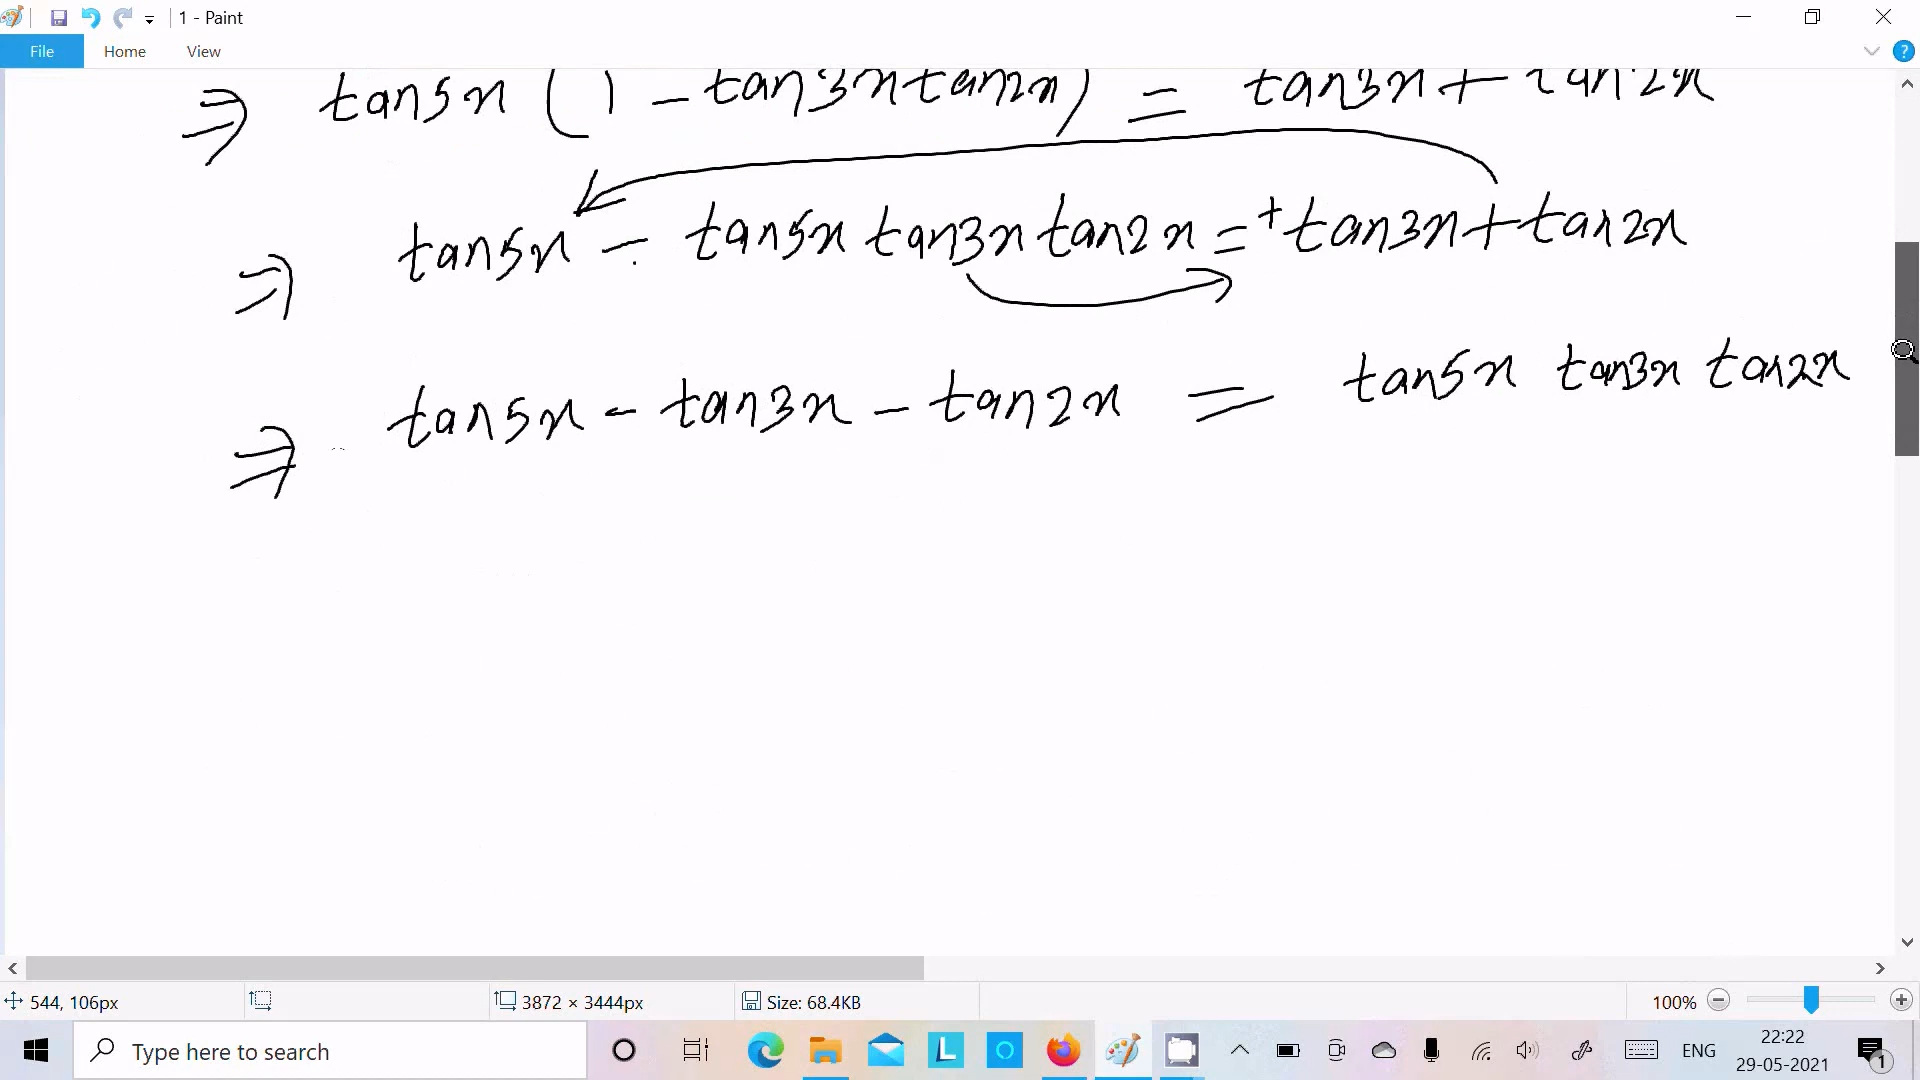 1 - Paint
File Home View
⇒ tan5x (1 - tan3x tan2x) = tan3x + tan2x
⇒ tan5x - tan5x tan3x tan2x = + tan3x + tan2x
⇒ tan5x - tan3x - tan2x = tan5x tan3x tan2x
544, 106px 3872 × 3444px Size: 68.4KB 100%
Type here to search ENG 22:22
29-05-2021 1